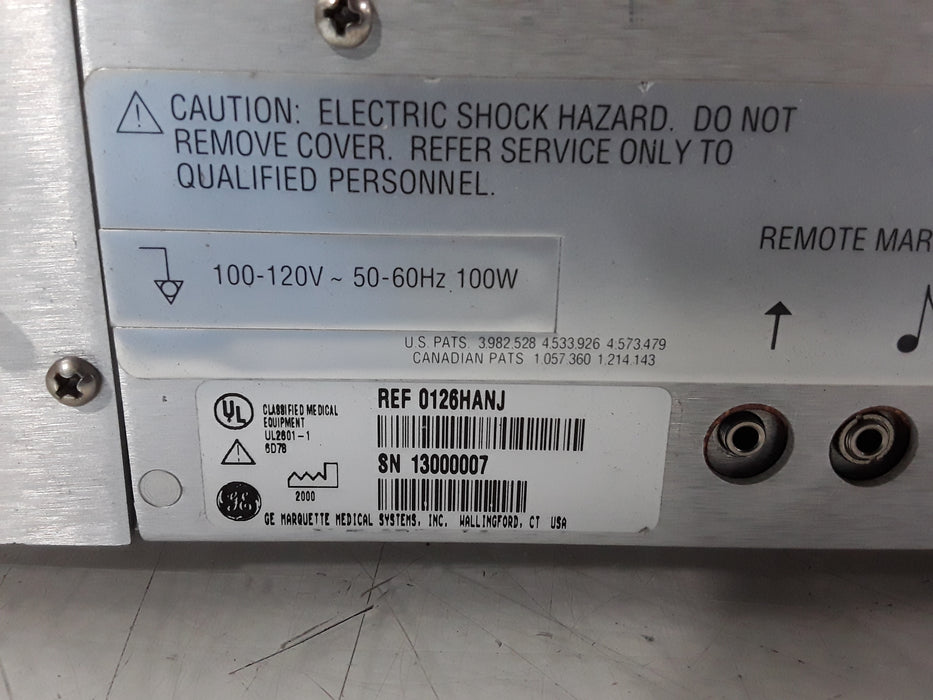 CAUTION: ELECTRIC SHOCK HAZARD. DO NOT
REMOVE COVER. REFER SERVICE ONLY TO
QUALIFIED PERSONNEL.
REMOTE MAR
100-120V ~ 50-60Hz 100W
U.S. PATS. 3.982.528 4.533.926 4.573.479
CANADIAN PATS 1.057.360 1.214.143
UL
CLASSIFIED MEDICAL
EQUIPMENT
UL2601-1
6D78
REF 0126HANJ
SN 13000007
2000
GE
GE MARQUETTE MEDICAL SYSTEMS, INC. WALLINGFORD, CT USA